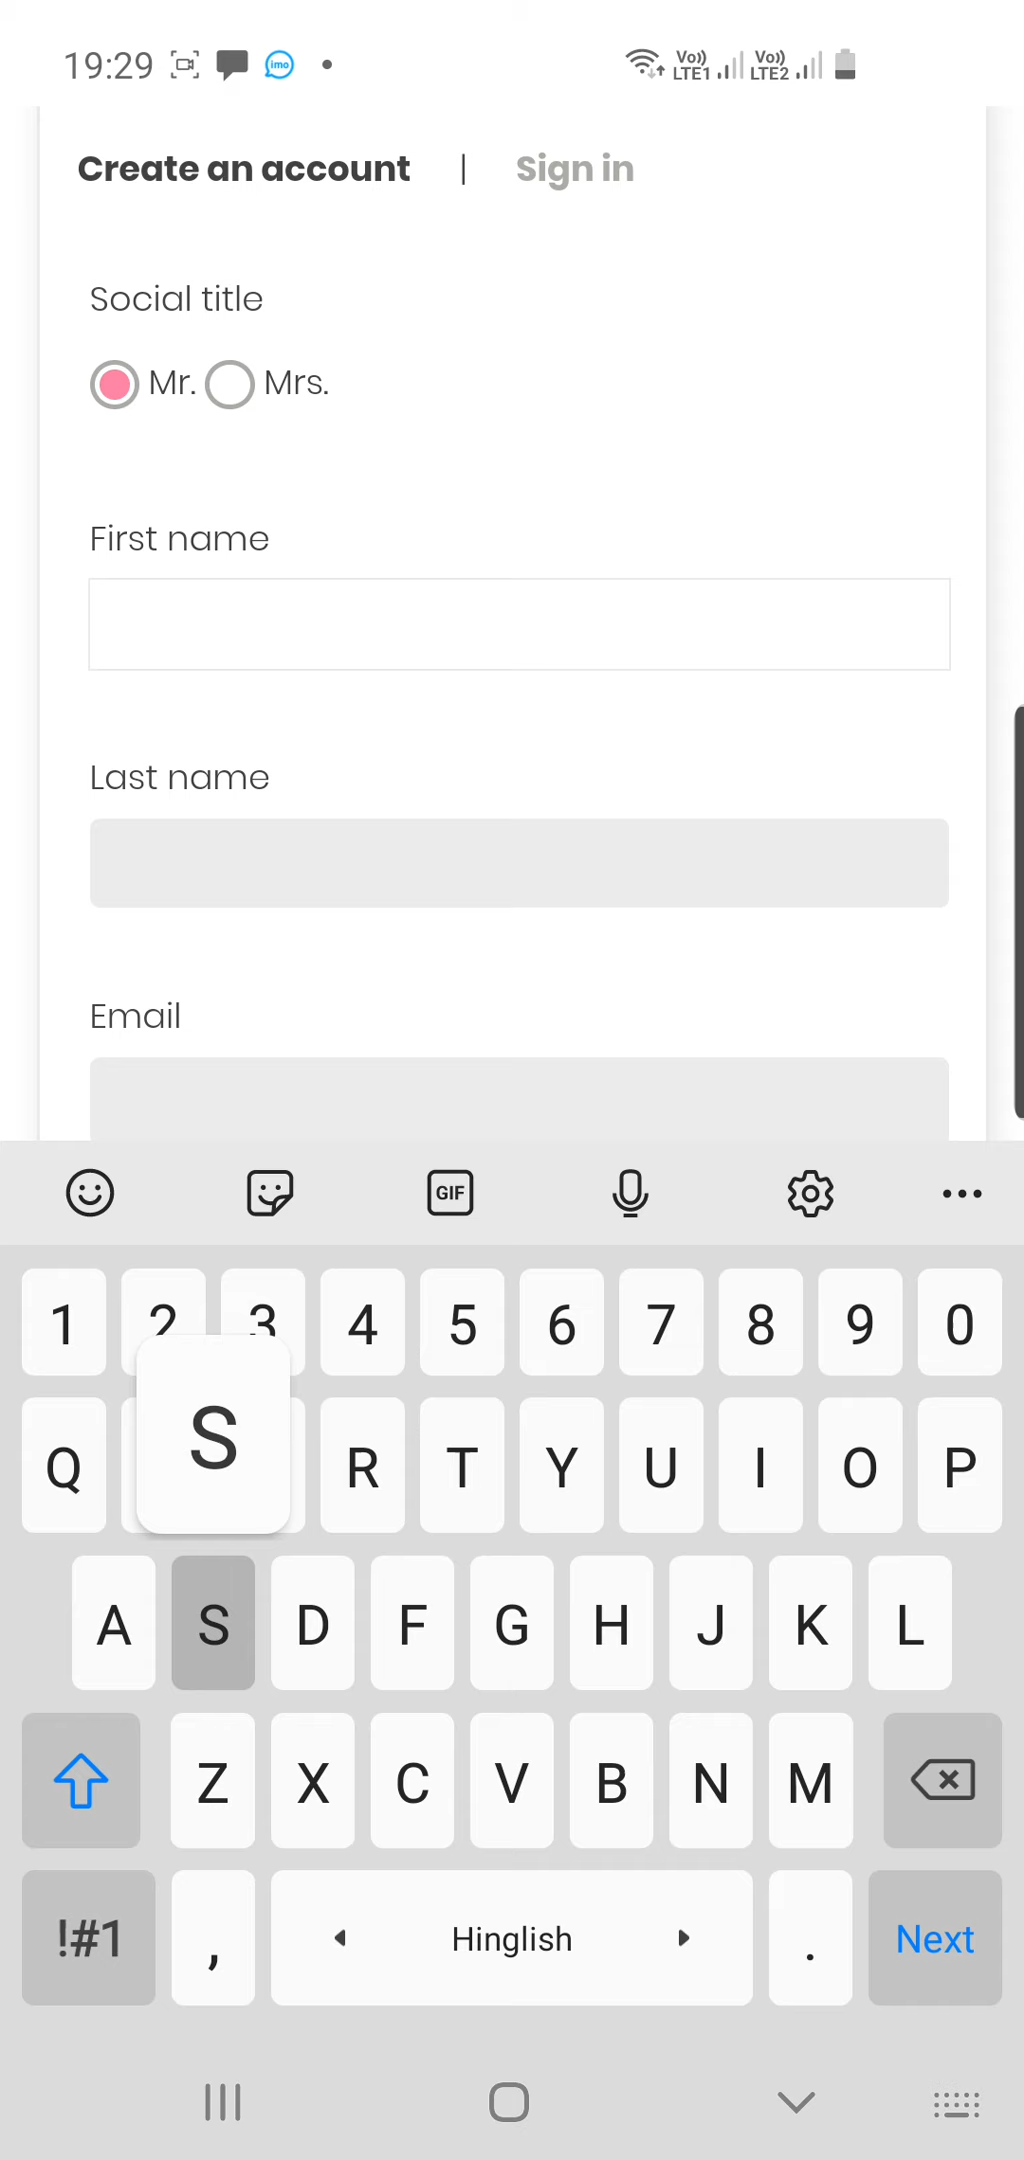 19:29 imo Vo)) LTE1 Vo)) LTE2
Create an account | Sign in
Social title
Mr. Mrs.
First name
Last name
Email
GIF
1 2 3 4 5 6 7 8 9 0
Q S R T Y U I O P
A S D F G H J K L
Z X C V B N M
!#1 , Hinglish . Next